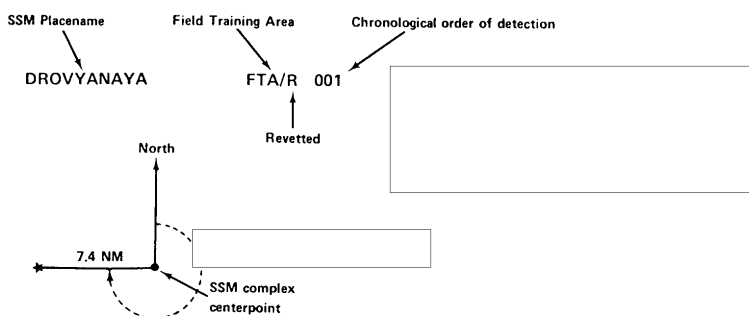 SSM Placename
Field Training Area
Chronological order of detection
DROVYANAYA
FTA/R 001
Revetted
North
7.4 NM
SSM complex
centerpoint